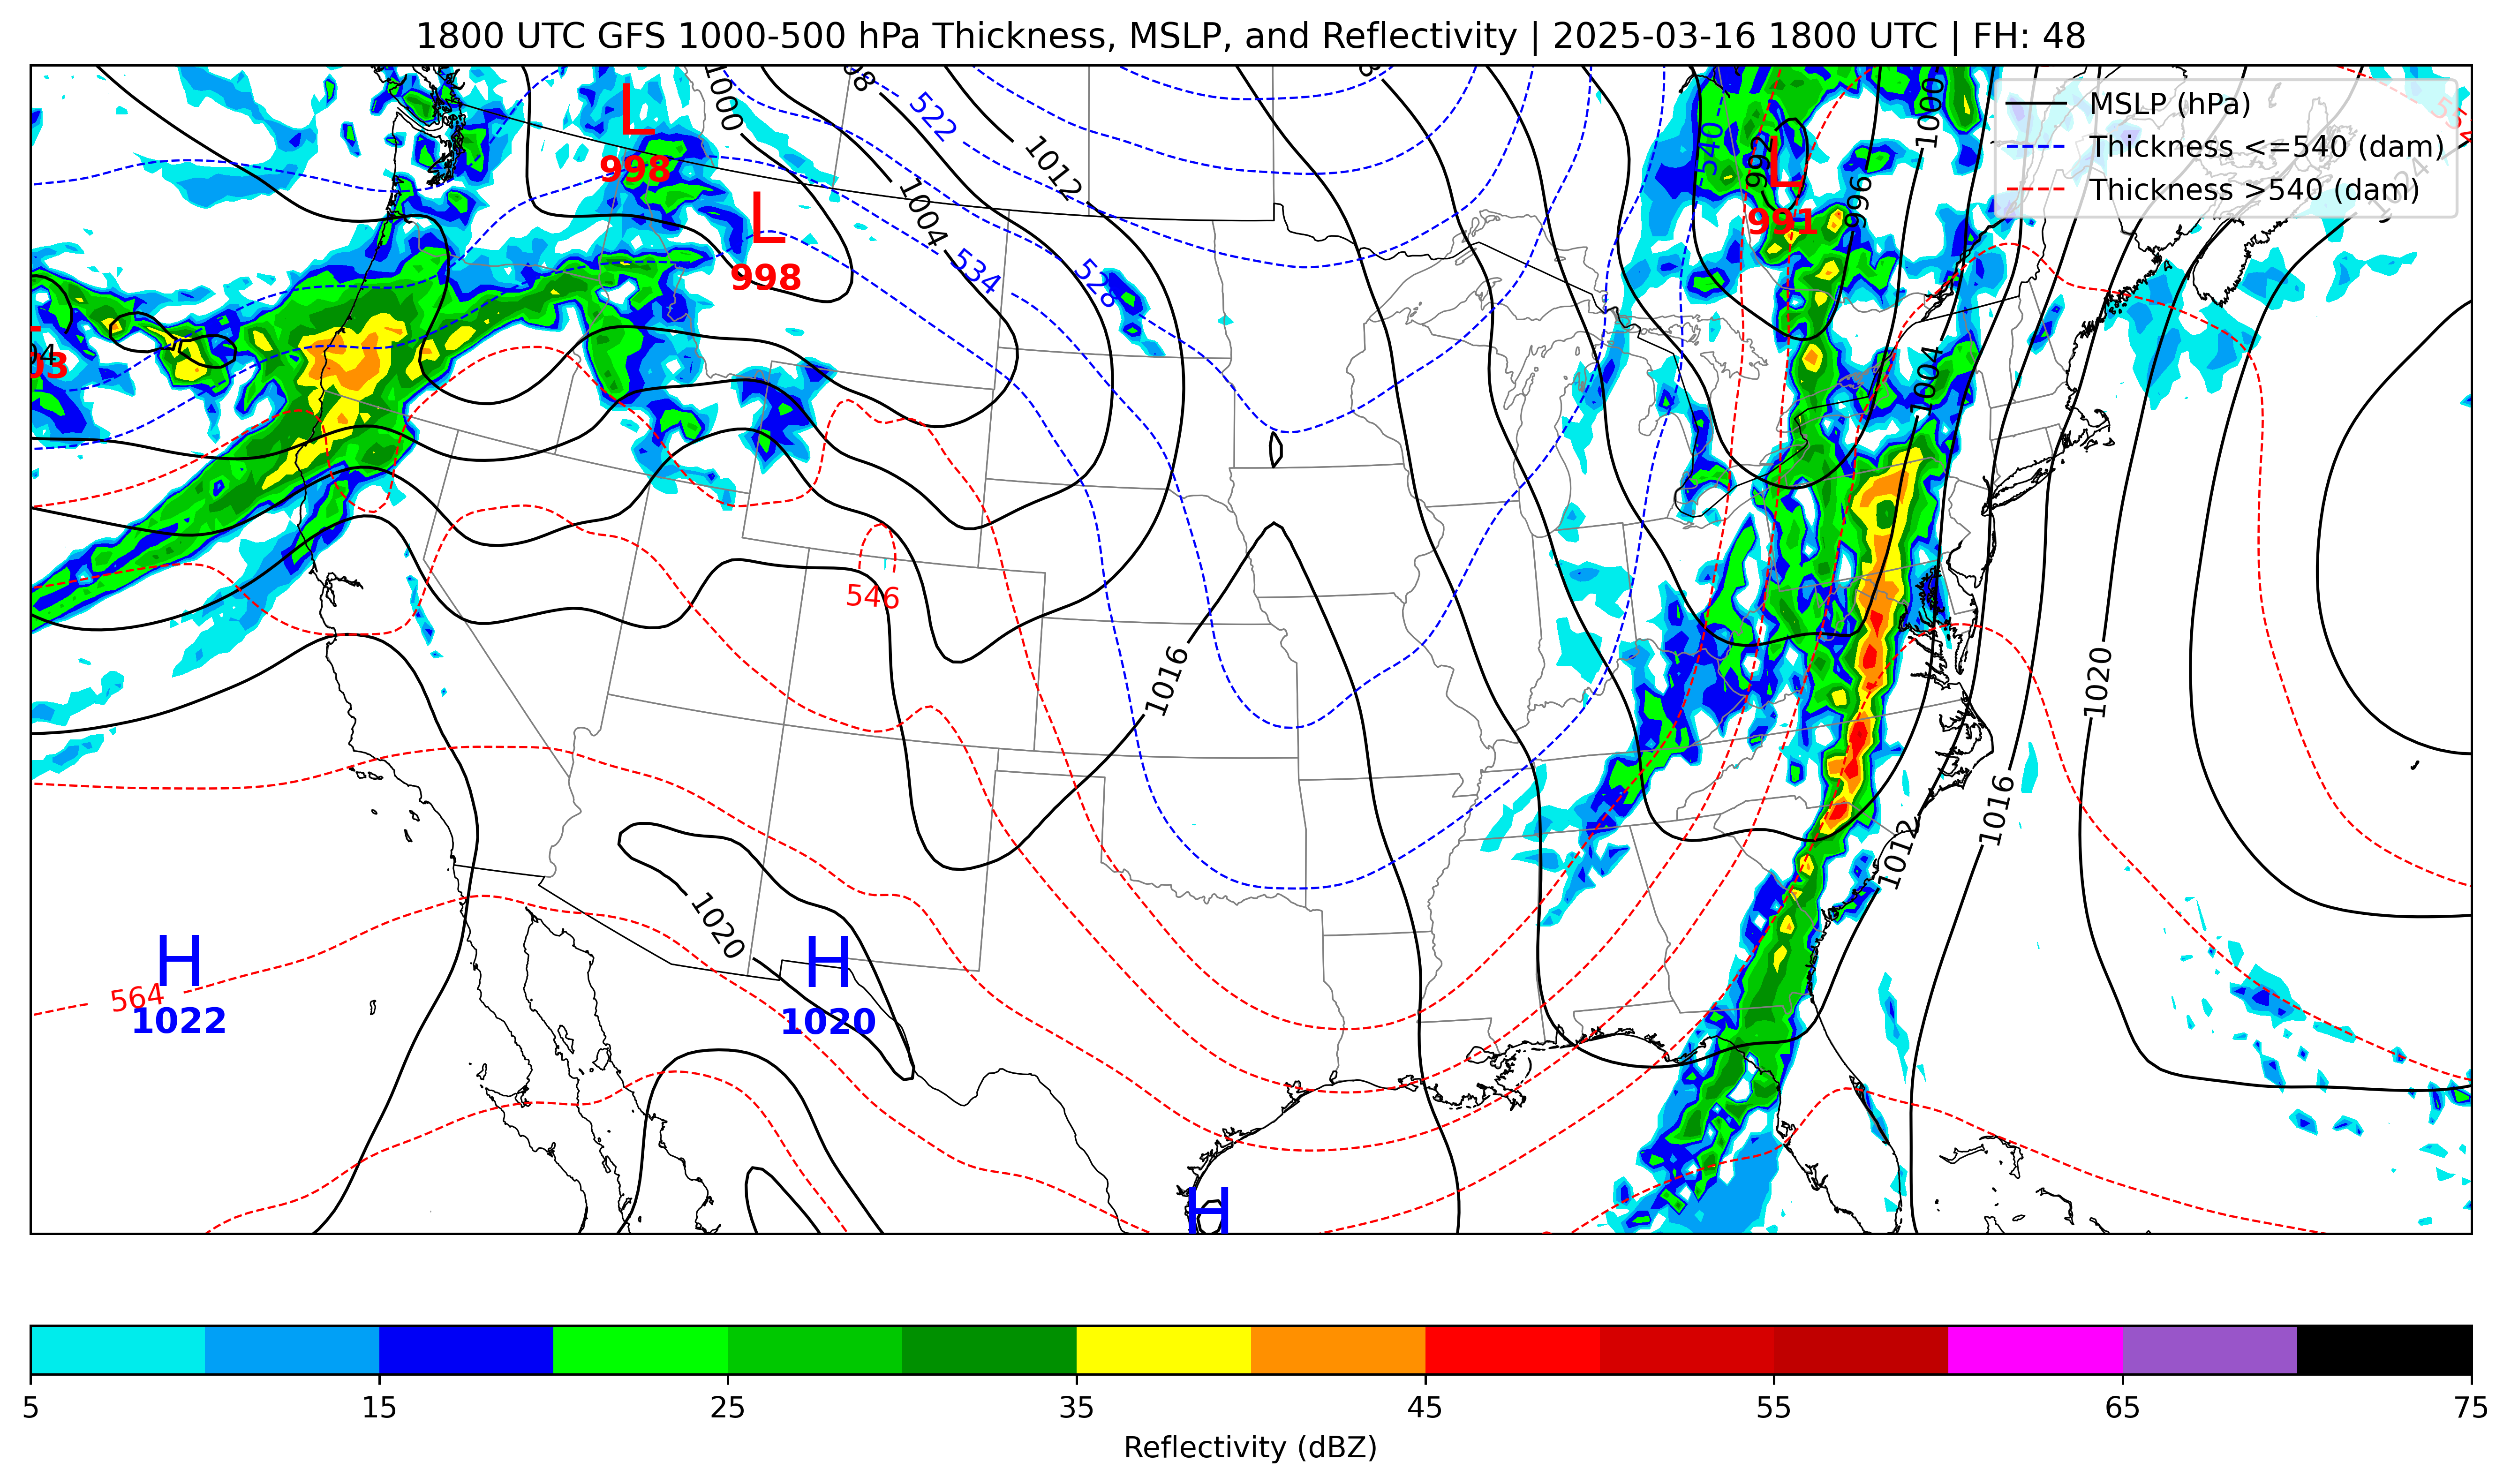 1800 UTC GFS 1000-500 hPa Thickness, MSLP, and Reflectivity | 2025-03-16 1800 UTC | FH: 48
MSLP (hPa)
Thickness <=540 (dam)
Thickness >540 (dam)
1000
522
1012
1004
534
528
540
992
996
1000
L
998
L
998
L
991
1004
546
1016
1020
1016
1012
1020
H
1022
564
H
1020
H
5
15
25
35
45
55
65
75
Reflectivity (dBZ)